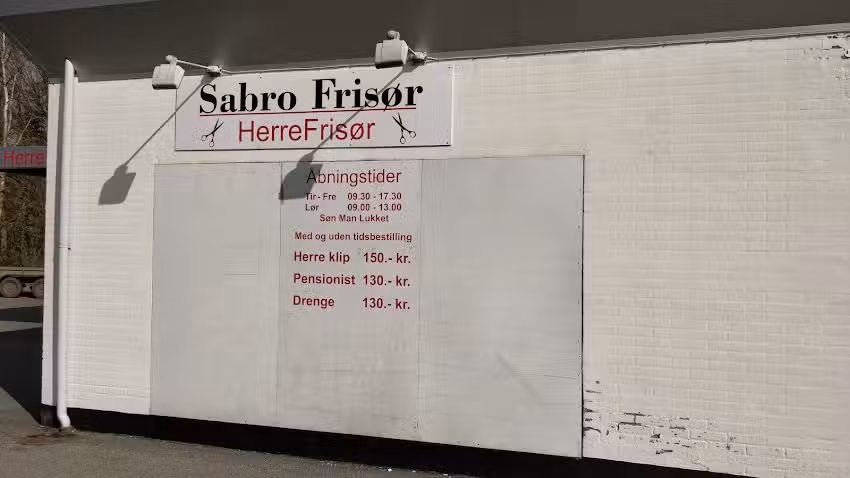 Sabro Frisør
HerreFrisør
Herre
Åbningstider
Tir - Fre 09.30 - 17.30
Lør 09.00 - 13.00
Søn Man Lukket
Med og uden tidsbestilling
Herre klip 150.- kr.
Pensionist 130.- kr.
Drenge 130.- kr.